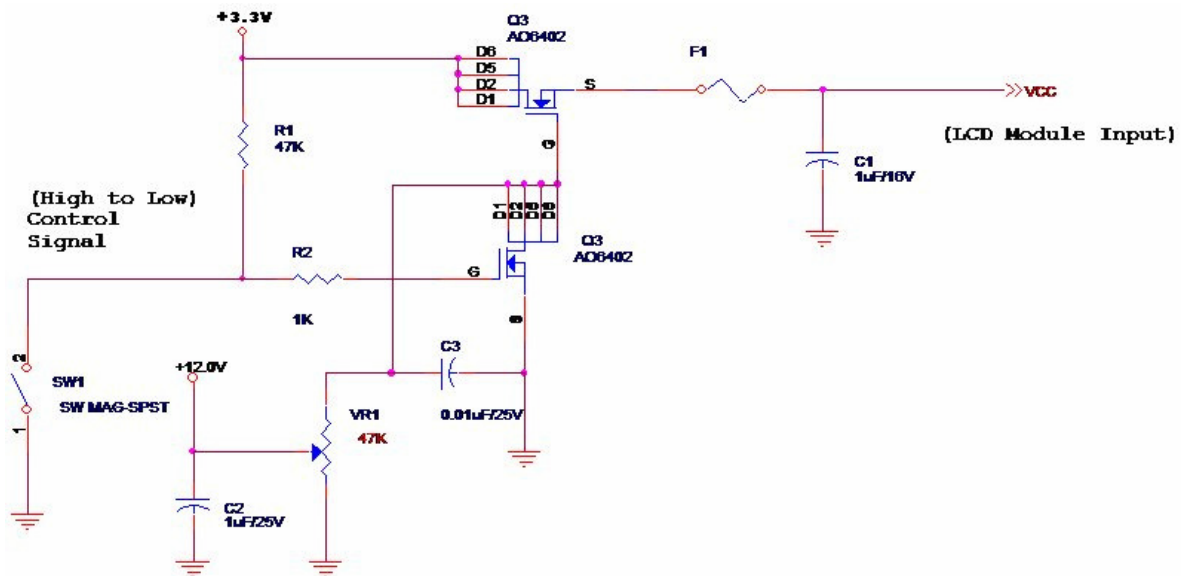 +3.3V
Q3
AO6402
F1
D6
D5
D2
D1
S
VCC
(LCD Module Input)
R1
47K
G
C1
1uF/16V
(High to Low)
Control
Signal
D1
D2
Q3
AO6402
R2
G
1K
S
C3
+12.0V
2
SW1
SW MAG-SPST
1
VR1
47K
0.01uF/25V
C2
1uF/25V